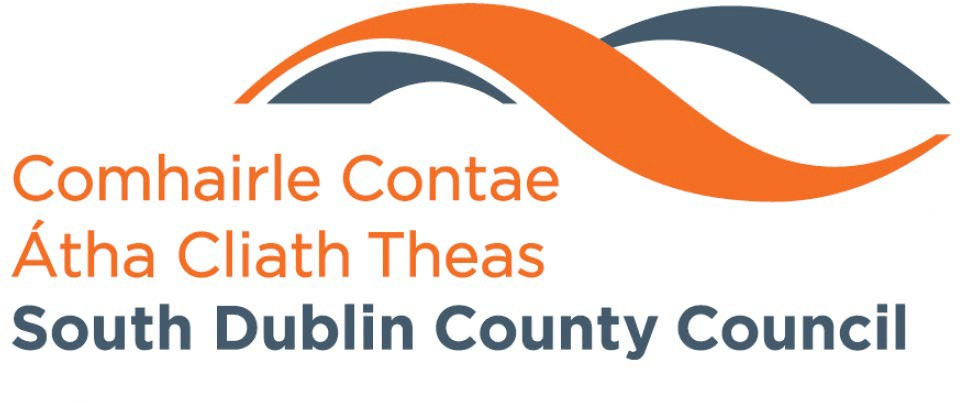 Comhairle Contae
Átha Cliath Theas
South Dublin County Council